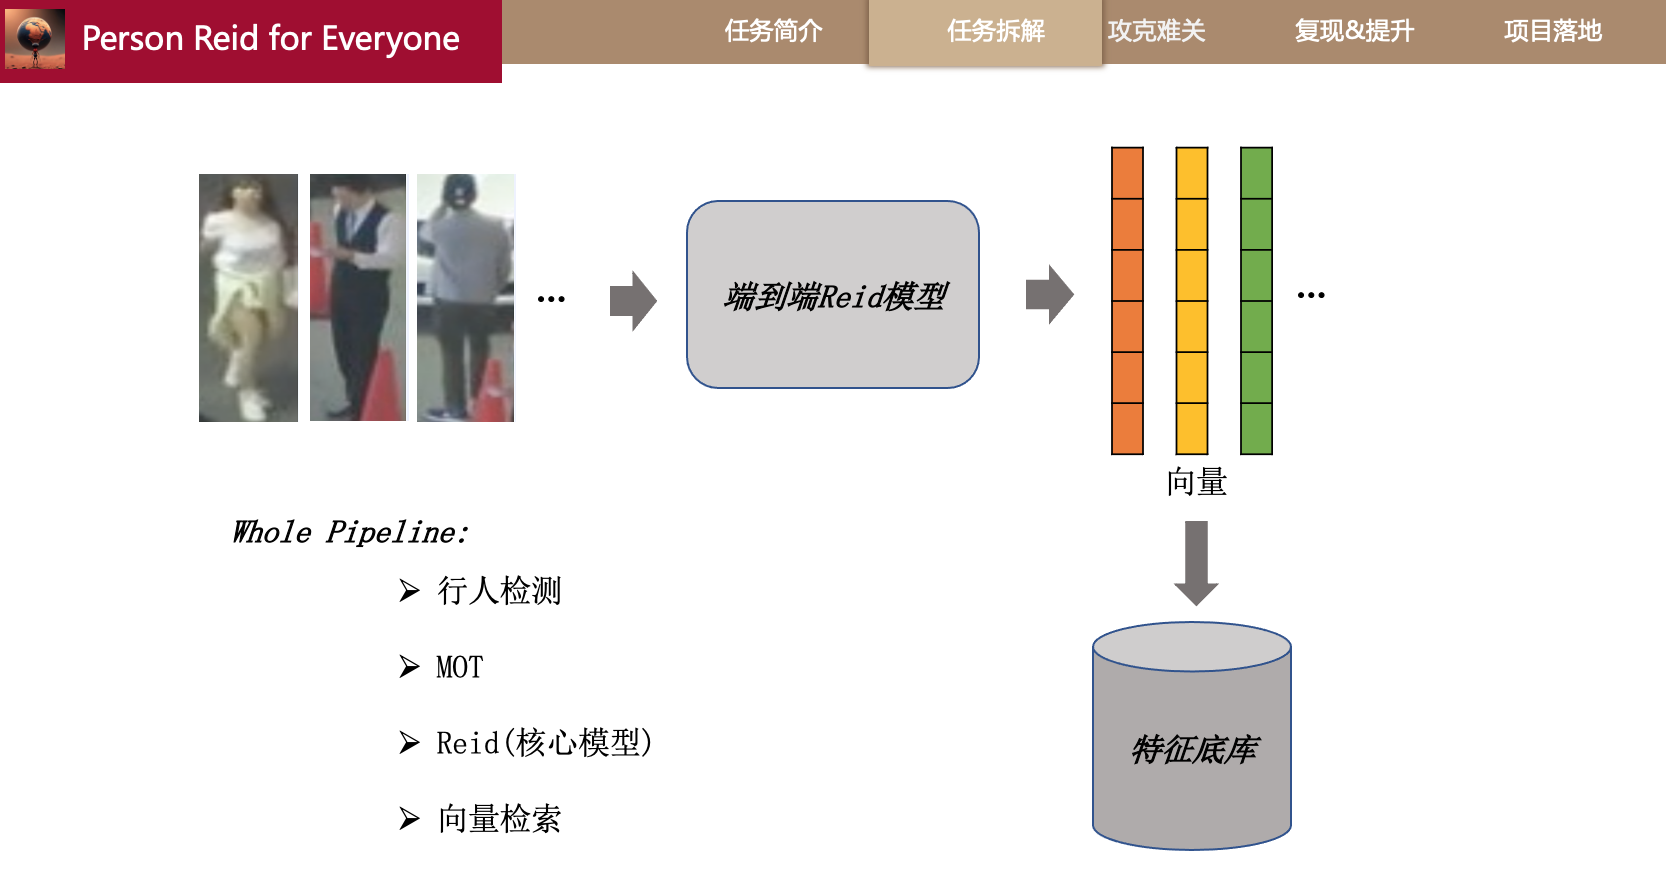 Person Reid for Everyone
任务简介
任务拆解
攻克难关
复现&提升
项目落地
...
端到端Reid模型
...
向量
Whole Pipeline:
➢ 行人检测
➢ MOT
➢ Reid(核心模型)
➢ 向量检索
特征底库